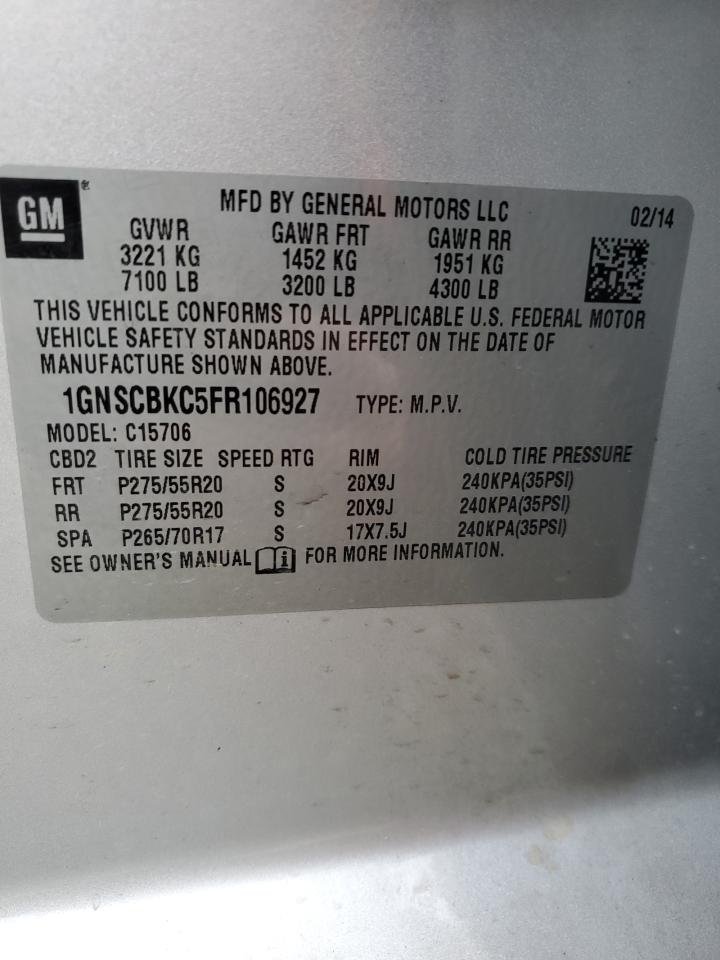 GM
MFD BY GENERAL MOTORS LLC 02/14
GVWR GAWR FRT GAWR RR
3221 KG 1452 KG 1951 KG
7100 LB 3200 LB 4300 LB
THIS VEHICLE CONFORMS TO ALL APPLICABLE U.S. FEDERAL MOTOR
VEHICLE SAFETY STANDARDS IN EFFECT ON THE DATE OF
MANUFACTURE SHOWN ABOVE.
1GNSCBKC5FR106927 TYPE: M.P.V.
MODEL: C15706
CBD2 TIRE SIZE SPEED RTG RIM COLD TIRE PRESSURE
FRT P275/55R20 S 20X9J 240KPA(35PSI)
RR P275/55R20 S 20X9J 240KPA(35PSI)
SPA P265/70R17 S 17X7.5J 240KPA(35PSI)
SEE OWNER'S MANUAL i FOR MORE INFORMATION.